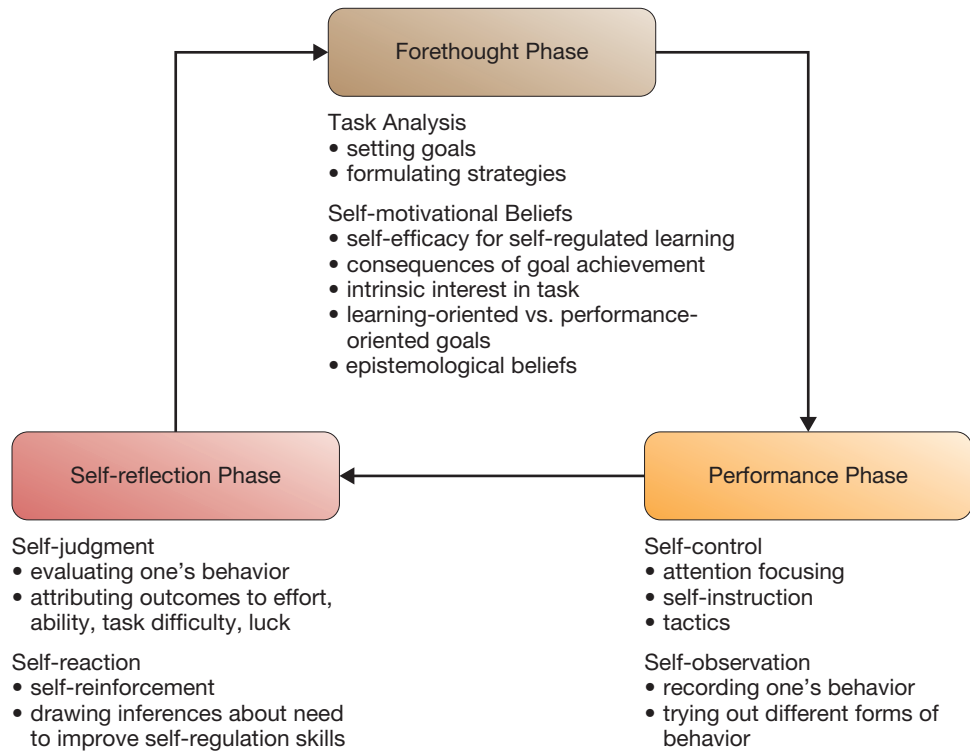 Forethought Phase
Task Analysis
• setting goals
• formulating strategies
Self-motivational Beliefs
• self-efficacy for self-regulated learning
• consequences of goal achievement
• intrinsic interest in task
• learning-oriented vs. performance-
oriented goals
• epistemological beliefs
Self-reflection Phase
Self-judgment
• evaluating one’s behavior
• attributing outcomes to effort,
ability, task difficulty, luck
Self-reaction
• self-reinforcement
• drawing inferences about need
to improve self-regulation skills
Performance Phase
Self-control
• attention focusing
• self-instruction
• tactics
Self-observation
• recording one’s behavior
• trying out different forms of
behavior